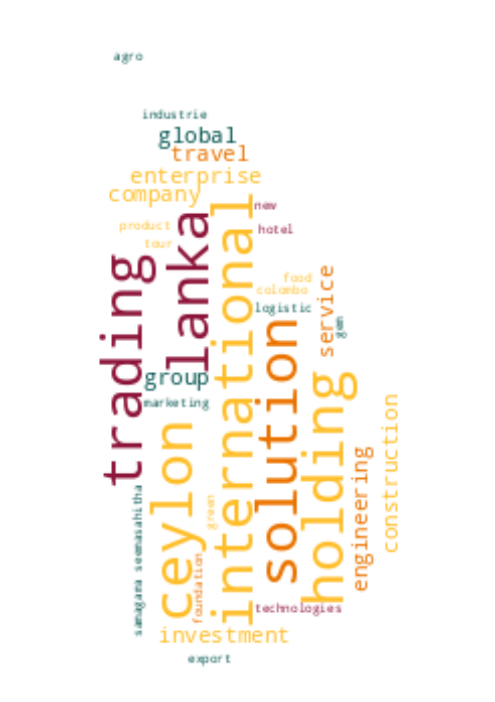 agro
industrie
global
travel
enterprise
company
new
product
hotel
tour
lanka
international
trading
food
colombo
service
logistic
gem
solution
group
holding
marketing
construction
ceylon
engineering
green
samagama seemasahitha
foundation
technologies
investment
export